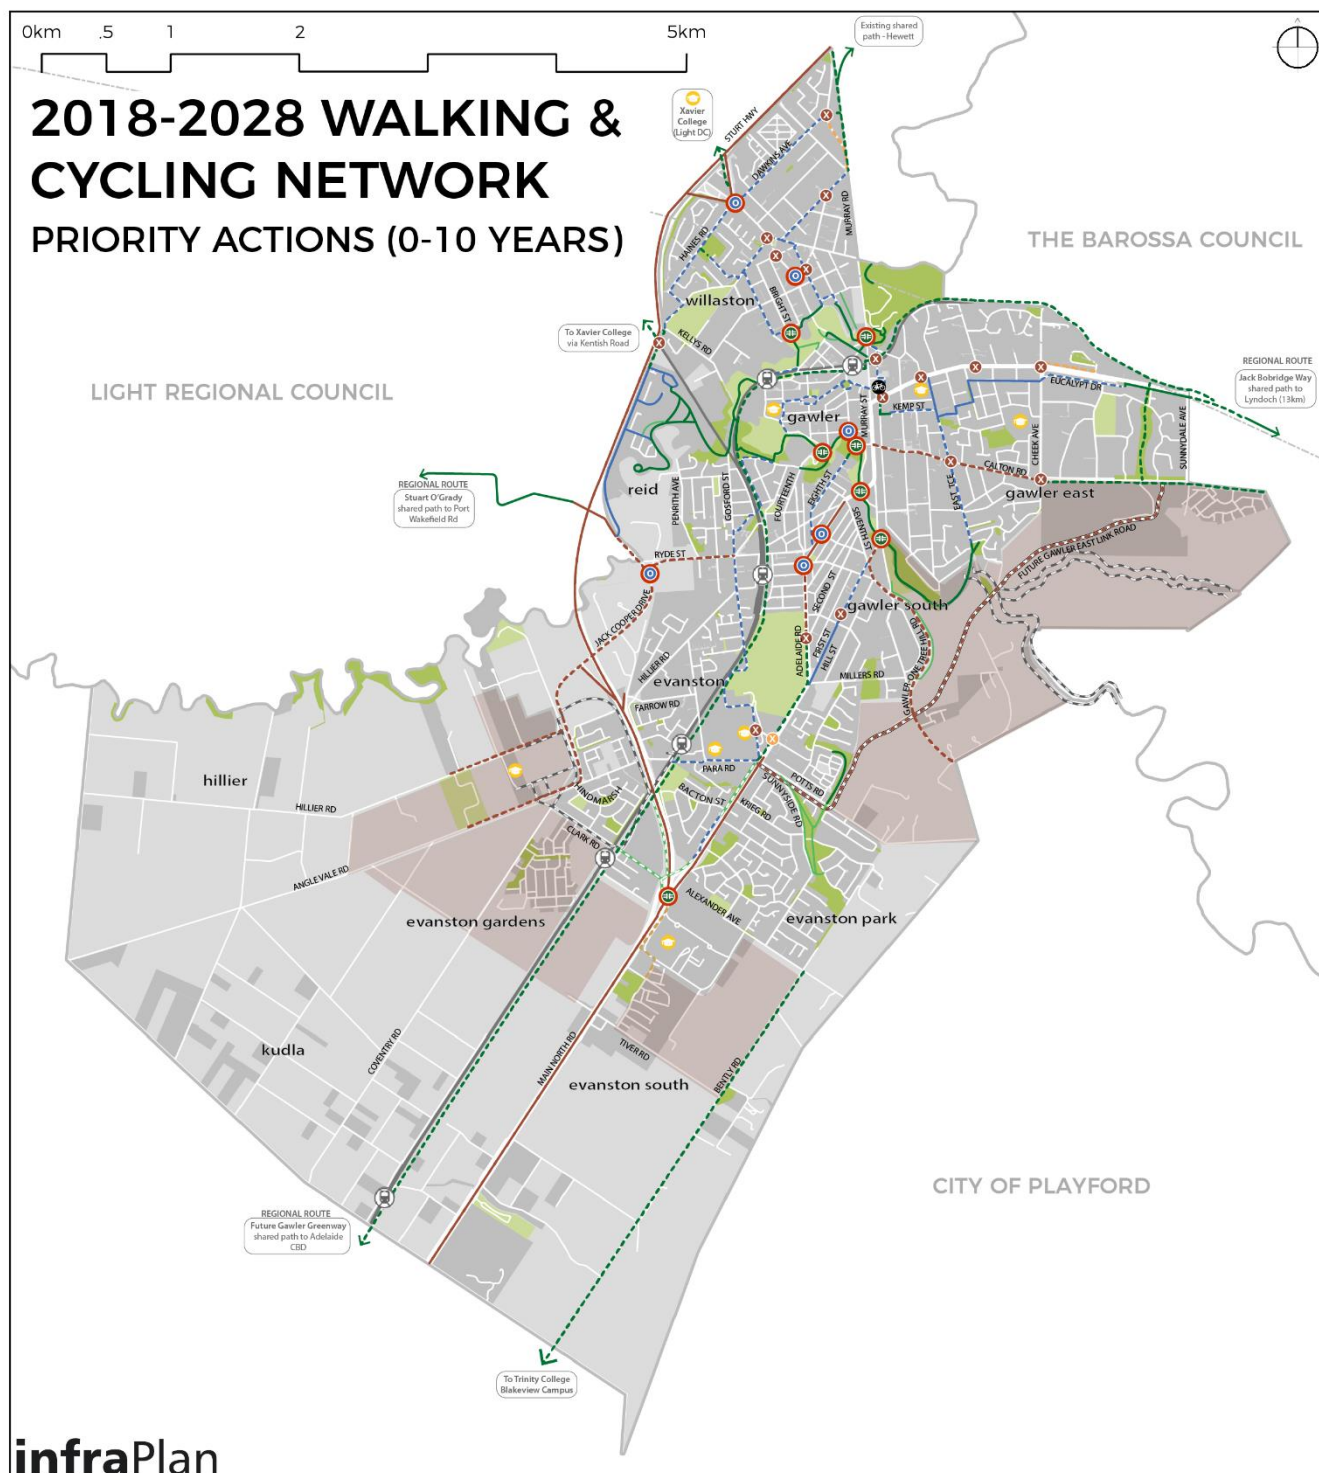 0km .5 1 2 5km
2018-2028 WALKING &
CYCLING NETWORK
PRIORITY ACTIONS (0-10 YEARS)
Existing shared
path - Hewett
Xavier
College
(Light DC)
STURT HWY
DAWKINS AVE
MURRAY RD
HAINES RD
THE BAROSSA COUNCIL
willaston
BRIGHT ST
KELLYS RD
To Xavier College
via Kentish Road
LIGHT REGIONAL COUNCIL
REGIONAL ROUTE
Jack Bobridge Way
shared path to
Lyndoch (13km)
EUCALYPT DR
KEMP ST
MURRAY ST
gawler
CHEEK AVE
SUNNYDALE AVE
CALTON RD
gawler east
EAST TCE
REGIONAL ROUTE
Stuart O'Grady
shared path to Port
Wakefield Rd
reid
PENRITH AVE
GOSFORD ST
FOURTEENTH
EIGHTH ST
SEVENTH ST
RYDE ST
FUTURE GAWLER EAST LINK ROAD
SECOND ST
gawler south
JACK COOPER DRIVE
ADELAIDE RD
FIRST ST
HILL ST
HILLIER RD
evanston
MILLERS RD
GAWLER-ONE TREE HILL RD
FARROW RD
PARA RD
hillier
HILLIER RD
HINDMARSH
BACTON ST
KRIEG RD
SUNNYSIDE RD
POTTS RD
CLARK RD
ANGLE VALE RD
evanston gardens
ALEXANDER AVE
evanston park
kudla
COVENTRY RD
MAIN NORTH RD
TIVER RD
evanston south
BENTLY RD
CITY OF PLAYFORD
REGIONAL ROUTE
Future Gawler Greenway
shared path to Adelaide
CBD
To Trinity College
Blakeview Campus
infraPlan